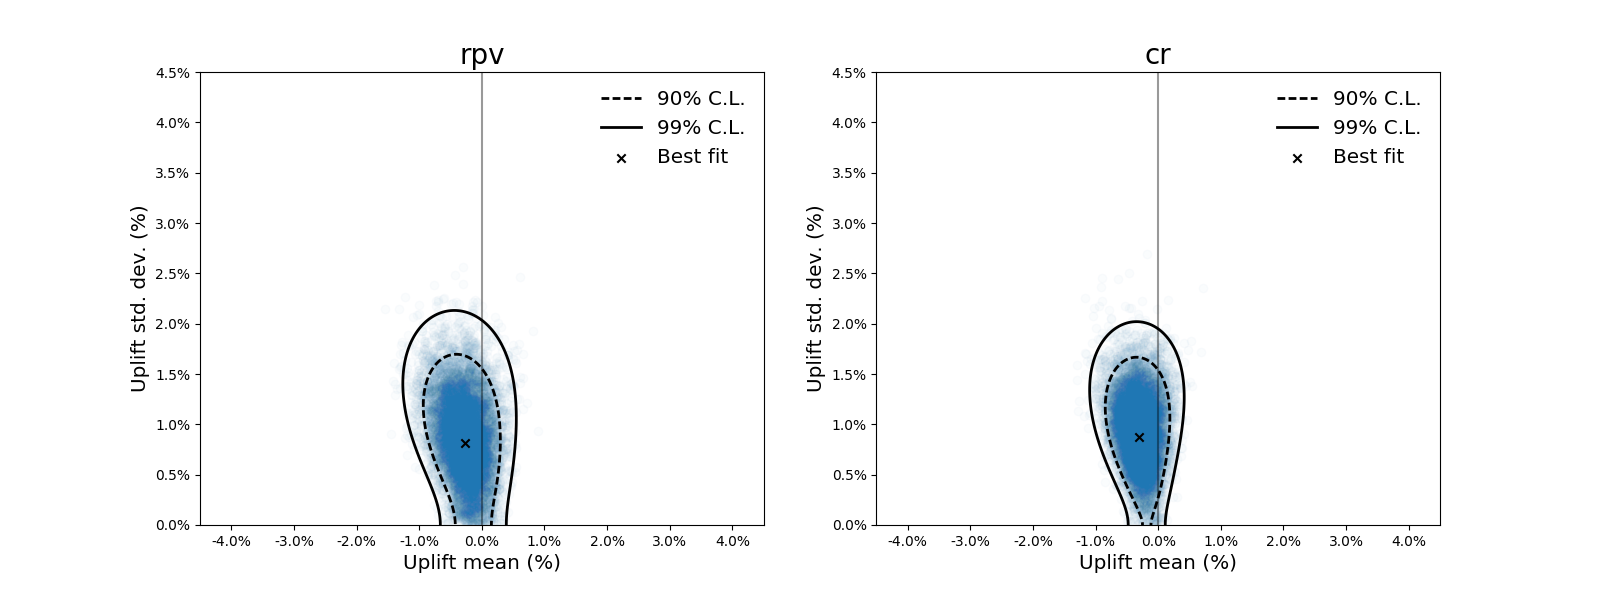 rpv
4.5%
4.0%
3.5%
3.0%
2.5%
2.0%
1.5%
1.0%
0.5%
0.0%
Uplift std. dev. (%)
90% C.L.
99% C.L.
Best fit
-4.0% -3.0% -2.0% -1.0% 0.0% 1.0% 2.0% 3.0% 4.0%
Uplift mean (%)
cr
4.5%
4.0%
3.5%
3.0%
2.5%
2.0%
1.5%
1.0%
0.5%
0.0%
Uplift std. dev. (%)
90% C.L.
99% C.L.
Best fit
-4.0% -3.0% -2.0% -1.0% 0.0% 1.0% 2.0% 3.0% 4.0%
Uplift mean (%)